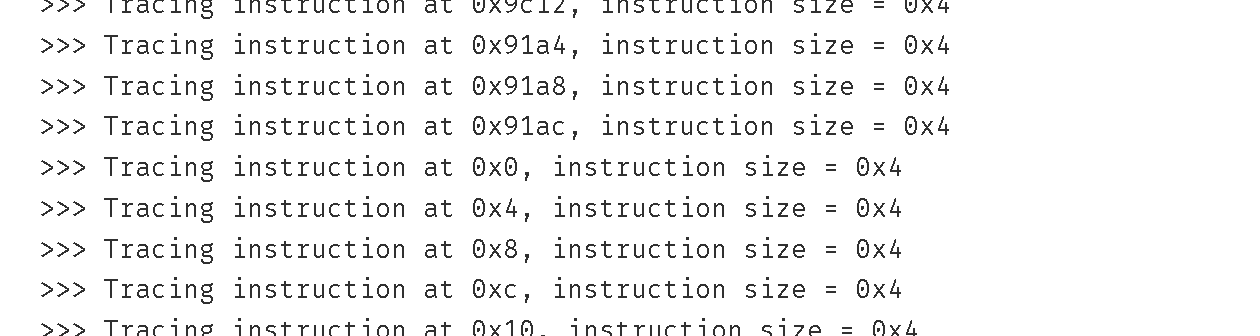 >>> Tracing instruction at 0x9c12, instruction size = 0x4
>>> Tracing instruction at 0x91a4, instruction size = 0x4
>>> Tracing instruction at 0x91a8, instruction size = 0x4
>>> Tracing instruction at 0x91ac, instruction size = 0x4
>>> Tracing instruction at 0x0, instruction size = 0x4
>>> Tracing instruction at 0x4, instruction size = 0x4
>>> Tracing instruction at 0x8, instruction size = 0x4
>>> Tracing instruction at 0xc, instruction size = 0x4
>>> Tracing instruction at 0x10, instruction size = 0x4